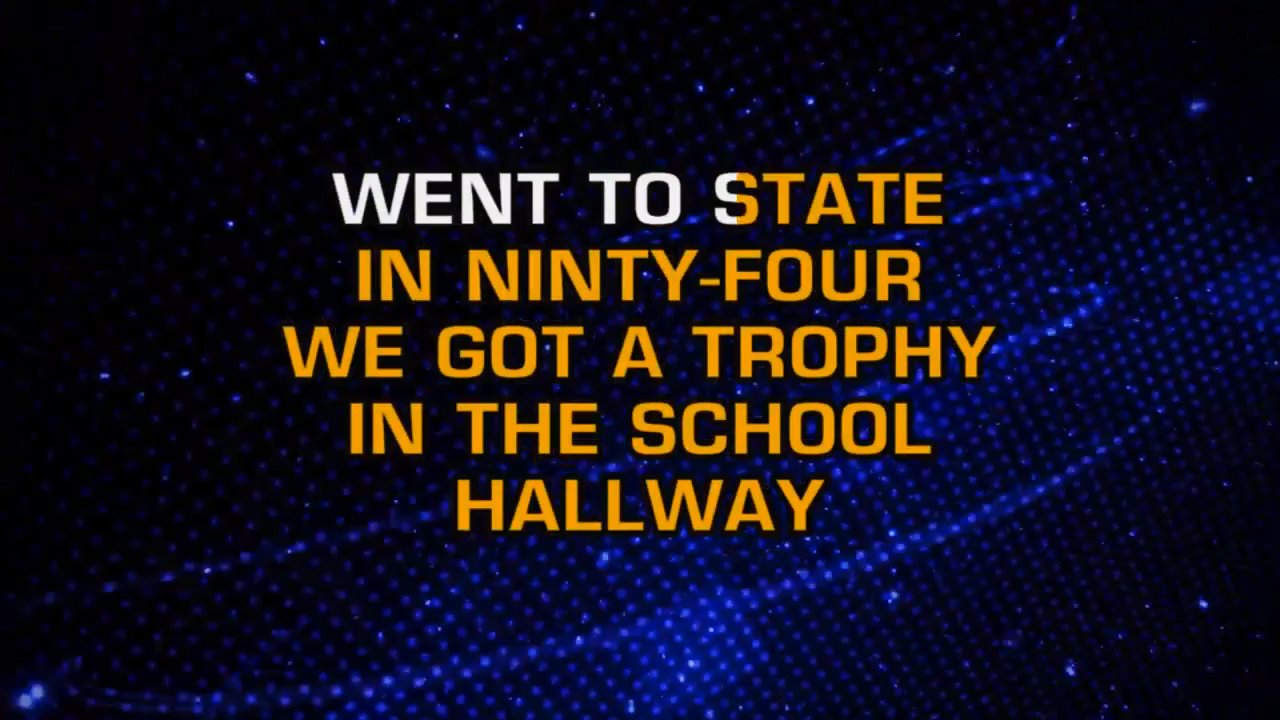 WENT TO STATE
IN NINTY-FOUR
WE GOT A TROPHY
IN THE SCHOOL
HALLWAY